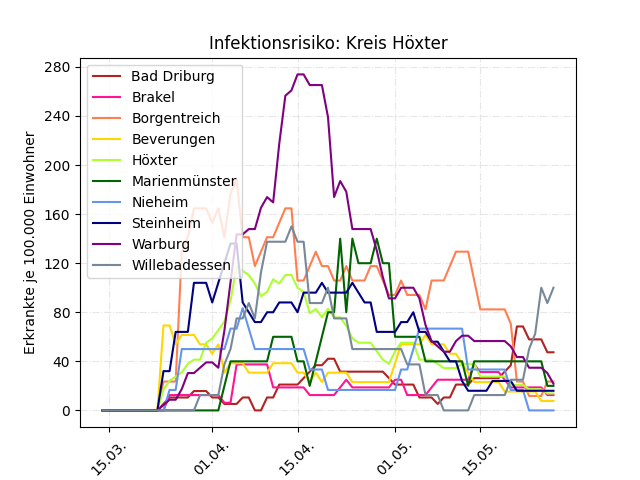 Infektionsrisiko: Kreis Höxter
Erkrankte je 100.000 Einwohner
280
240
200
160
120
80
40
0
Bad Driburg
Brakel
Borgentreich
Beverungen
Höxter
Marienmünster
Nieheim
Steinheim
Warburg
Willebadessen
15.03.
01.04.
15.04.
01.05.
15.05.